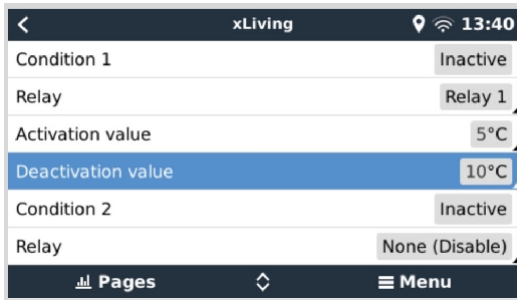 xLiving 13:40
Condition 1 Inactive
Relay Relay 1
Activation value 5°C
Deactivation value 10°C
Condition 2 Inactive
Relay None (Disable)
Pages Menu